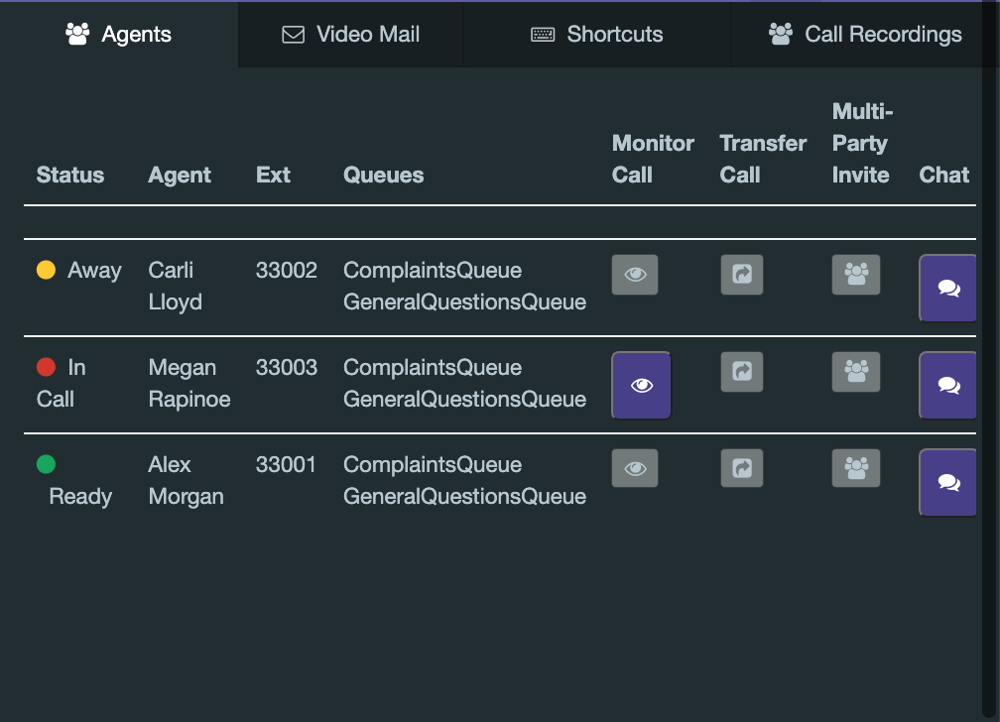 Agents Video Mail Shortcuts Call Recordings
Multi-
Monitor Transfer Party
Status Agent Ext Queues Call Call Invite Chat
Away Carli 33002 ComplaintsQueue
Lloyd GeneralQuestionsQueue
In Megan 33003 ComplaintsQueue
Call Rapinoe GeneralQuestionsQueue
Alex 33001 ComplaintsQueue
Ready Morgan GeneralQuestionsQueue